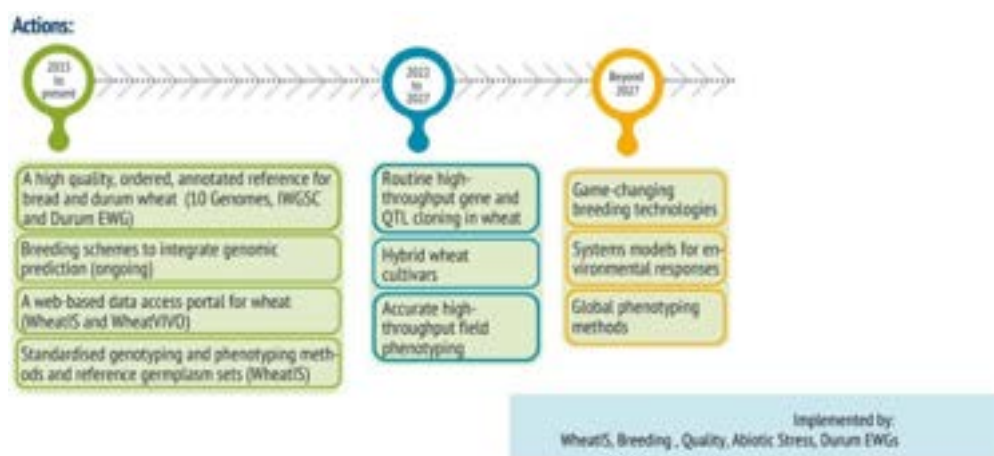 Actions:
2015
to
present
2022
to
2027
Beyond
2027
A high quality, ordered, annotated reference for
bread and durum wheat (10 Genomes, IWGSC
and Durum EWG)
Breeding schemes to integrate genomic
prediction (ongoing)
A web-based data access portal for wheat
(WheatIS and WheatVIVO)
Standardised genotyping and phenotyping meth-
ods and reference germplasm sets (WheatIS)
Routine high-
throughput gene and
QTL cloning in wheat
Hybrid wheat
cultivars
Accurate high-
throughput field
phenotyping
Game-changing
breeding technologies
Systems models for en-
vironmental responses
Global phenotyping
methods
Implemented by:
WheatIS, Breeding , Quality, Abiotic Stress, Durum EWGs